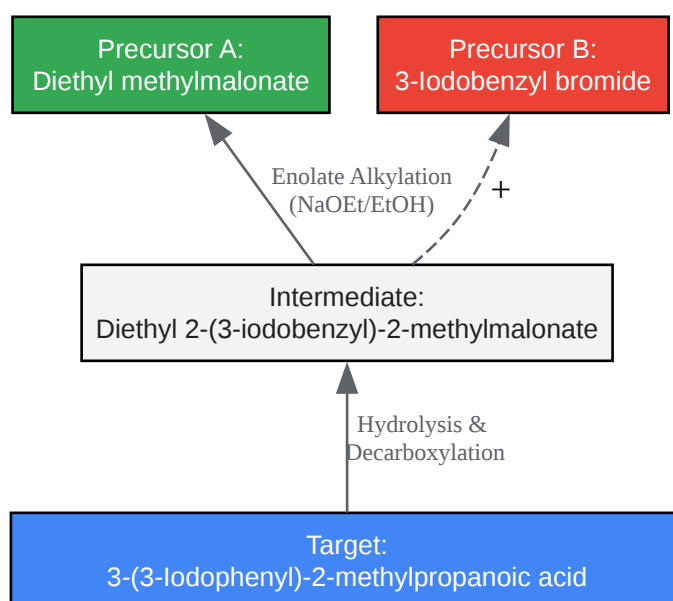 Precursor A:
Diethyl methylmalonate
Precursor B:
3-Iodobenzyl bromide
Enolate Alkylation
(NaOEt/EtOH)
+
Intermediate:
Diethyl 2-(3-iodobenzyl)-2-methylmalonate
Hydrolysis &
Decarboxylation
Target:
3-(3-Iodophenyl)-2-methylpropanoic acid